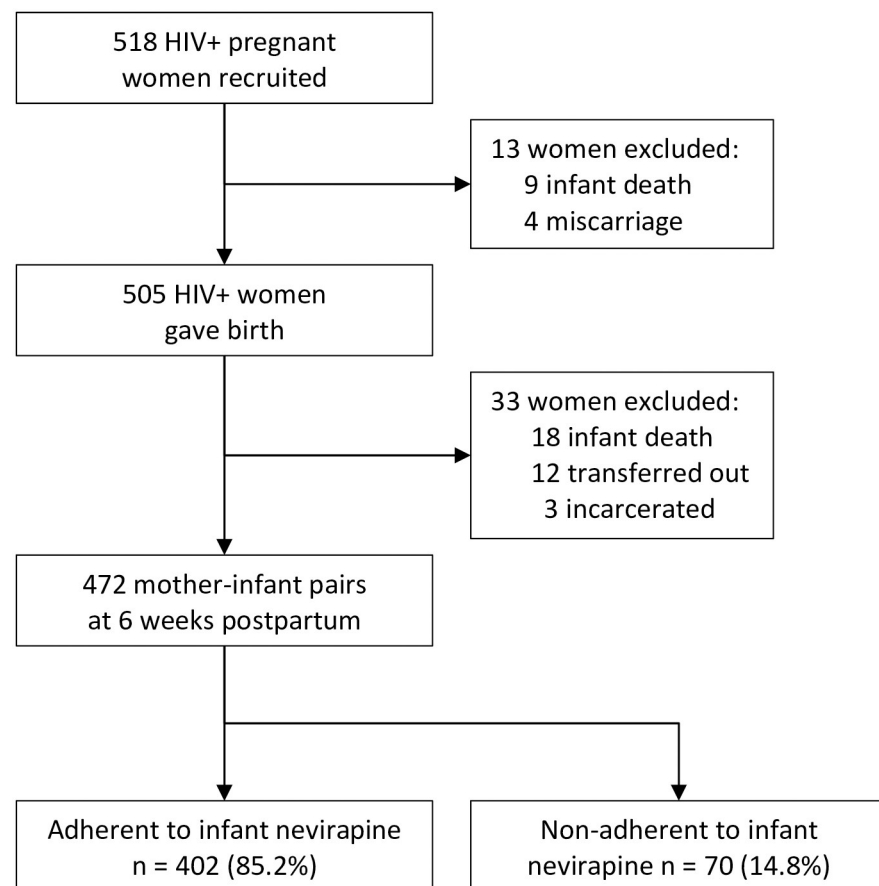 518 HIV+ pregnant
women recruited
13 women excluded:
9 infant death
4 miscarriage
505 HIV+ women
gave birth
33 women excluded:
18 infant death
12 transferred out
3 incarcerated
472 mother-infant pairs
at 6 weeks postpartum
Adherent to infant nevirapine
n = 402 (85.2%)
Non-adherent to infant
nevirapine n = 70 (14.8%)